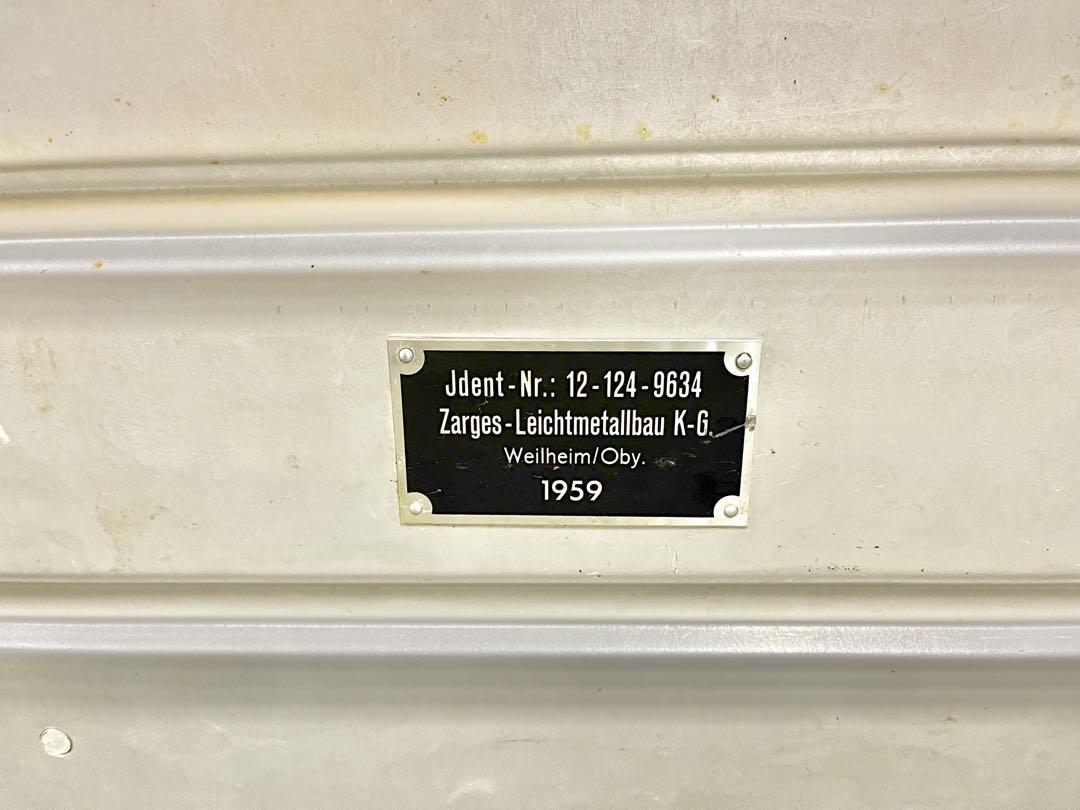 Jdent-Nr.: 12-124-9634
Zarges-Leichtmetallbau K-G.
Weilheim/Oby.
1959